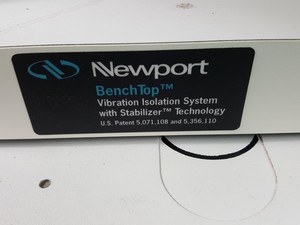 Newport
BenchTop™
Vibration Isolation System
with Stabilizer™ Technology
U.S. Patent 5,071,108 and 5,356,110